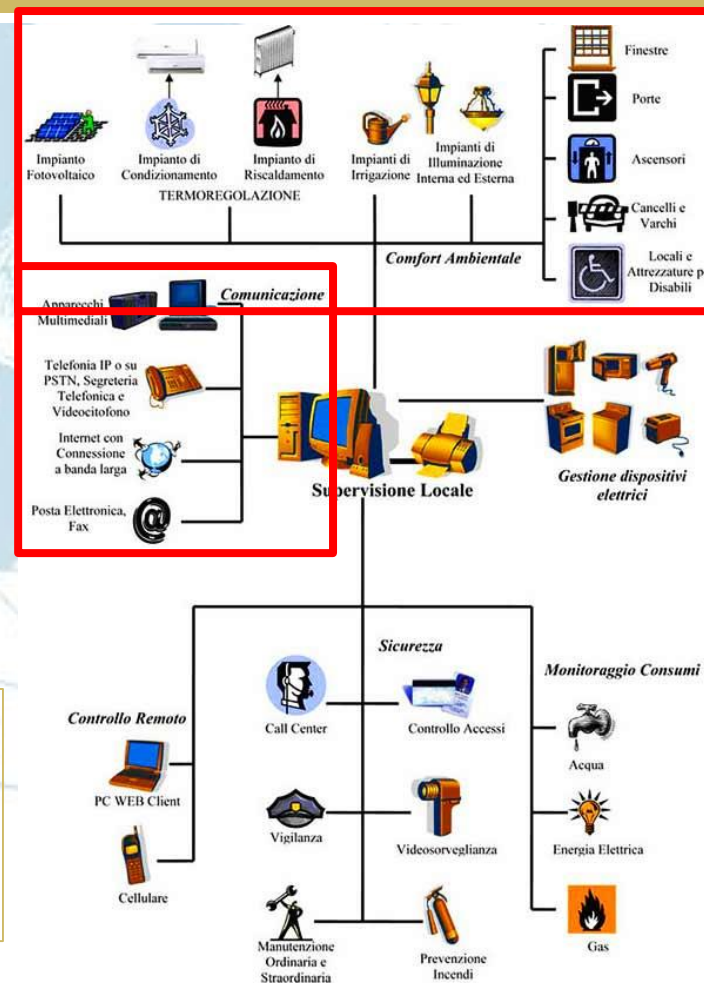 Finestre
Porte
Ascensori
Cancelli e
Varchi
Locali e
Attrezzature p
Disabili
Impianto
Fotovoltaico
Impianto di
Condizionamento
Impianto di
Riscaldamento
TERMOREGOLAZIONE
Impianti di
Irrigazione
Impianti di
Illuminazione
Interna ed Esterna
Comfort Ambientale
Comunicazione
Apparecchi
Multimediali
Telefonia IP o su
PSTN, Segreteria
Telefonica e
Videocitofono
Internet con
Connessione
a banda larga
Posta Elettronica,
Fax
@
Supervisione Locale
Gestione dispositivi
elettrici
Controllo Remoto
PC WEB Client
Cellulare
Sicurezza
Call Center
Controllo Accessi
Vigilanza
Videosorveglianza
Manutenzione
Ordinaria e
Straordinaria
Prevenzione
Incendi
Monitoraggio Consumi
Acqua
Energia Elettrica
Gas